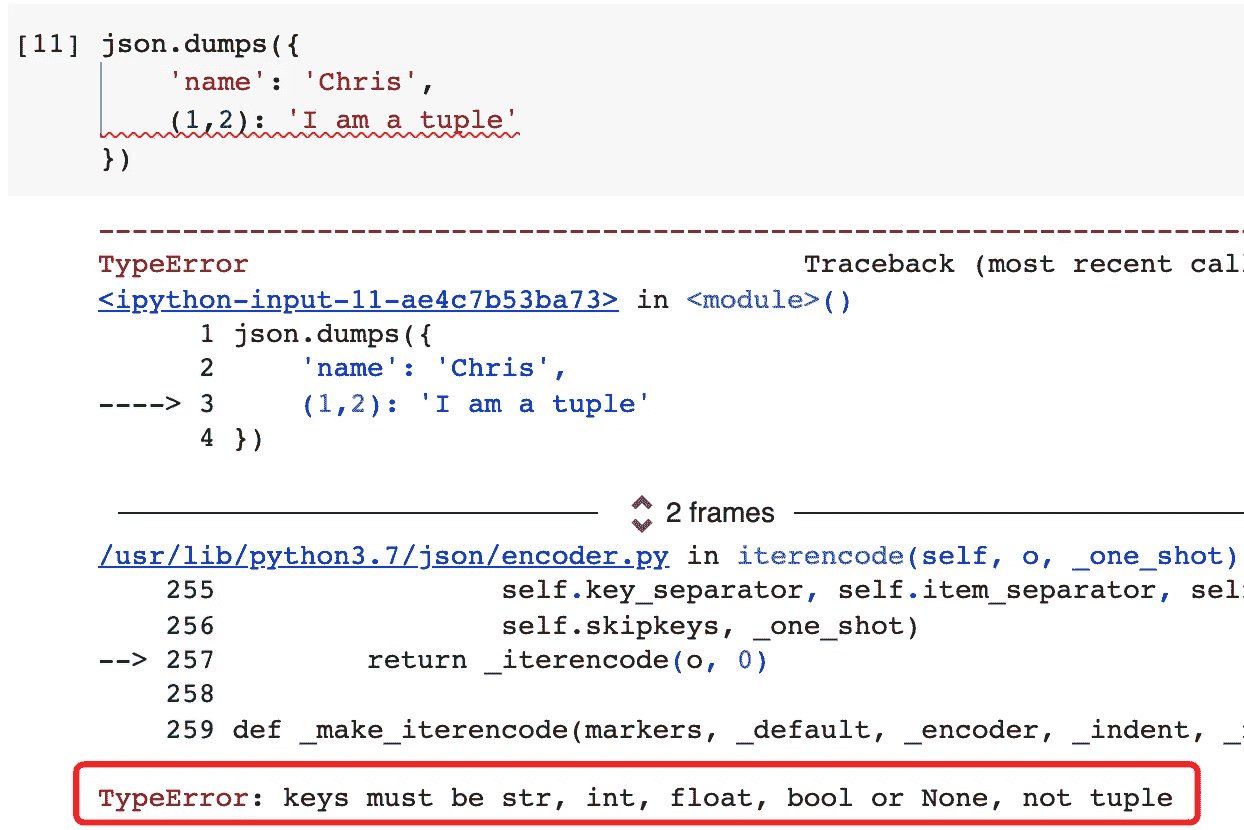 [11] json.dumps({
    'name': 'Chris',
    (1,2): 'I am a tuple'
})
---------------------------------------------------------------------------
TypeError                                 Traceback (most recent call
<ipython-input-11-ae4c7b53ba73> in <module>()
      1 json.dumps({
      2     'name': 'Chris',
----> 3     (1,2): 'I am a tuple'
      4 })
2 frames
/usr/lib/python3.7/json/encoder.py in iterencode(self, o, _one_shot)
    255                 self.key_separator, self.item_separator, sel
    256                 self.skipkeys, _one_shot)
--> 257         return _iterencode(o, 0)
    258
    259 def _make_iterencode(markers, _default, _encoder, _indent, _
TypeError: keys must be str, int, float, bool or None, not tuple